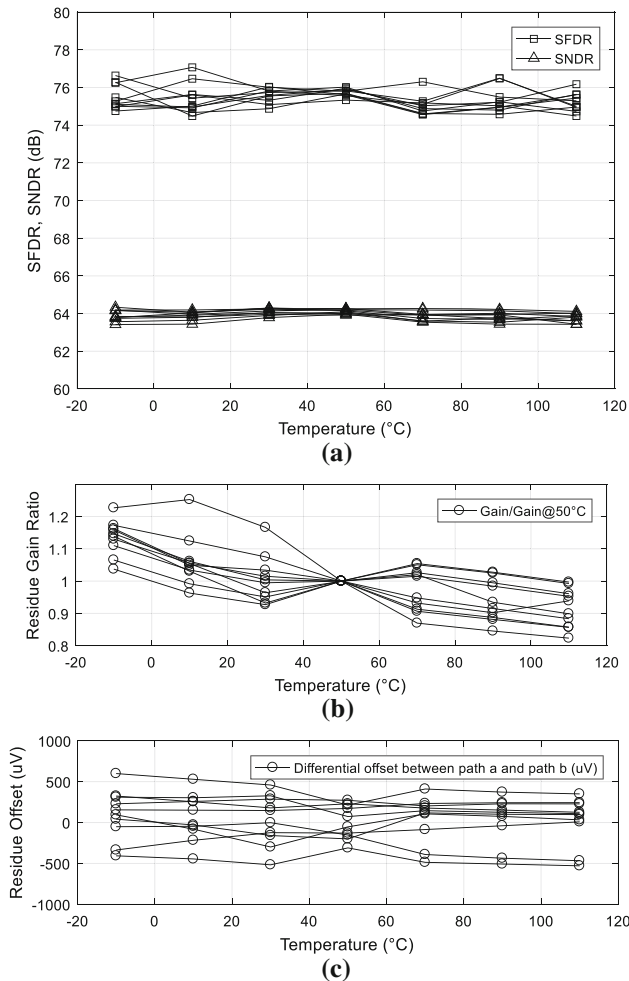 80
78
76
74
72
70
68
66
64
62
60
SFDR, SNDR (dB)
SFDR
SNDR
-20 0 20 40 60 80 100 120
Temperature (°C)
(a)
1.2
1.1
1
0.9
0.8
Residue Gain Ratio
Gain/Gain@50°C
-20 0 20 40 60 80 100 120
Temperature (°C)
(b)
1000
500
0
-500
-1000
Residue Offset (uV)
Differential offset between path a and path b (uV)
-20 0 20 40 60 80 100 120
Temperature (°C)
(c)